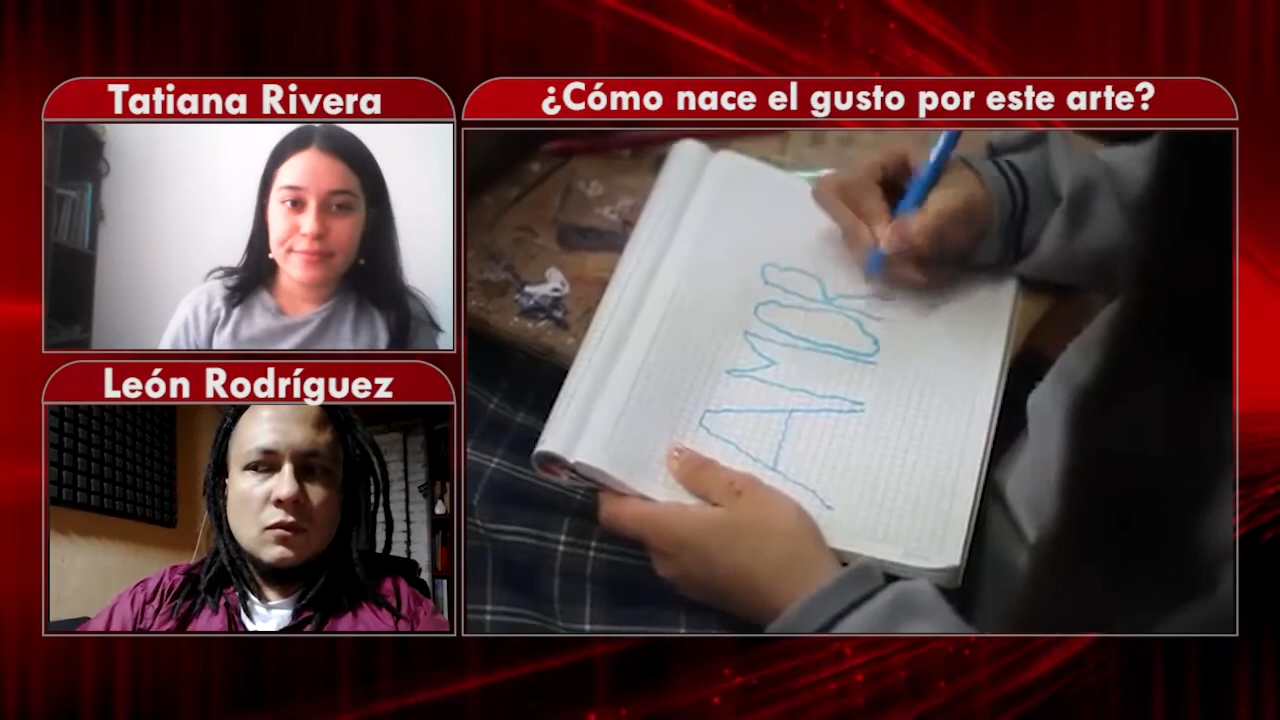 Tatiana Rivera
¿Cómo nace el gusto por este arte?
León Rodríguez
AMOR